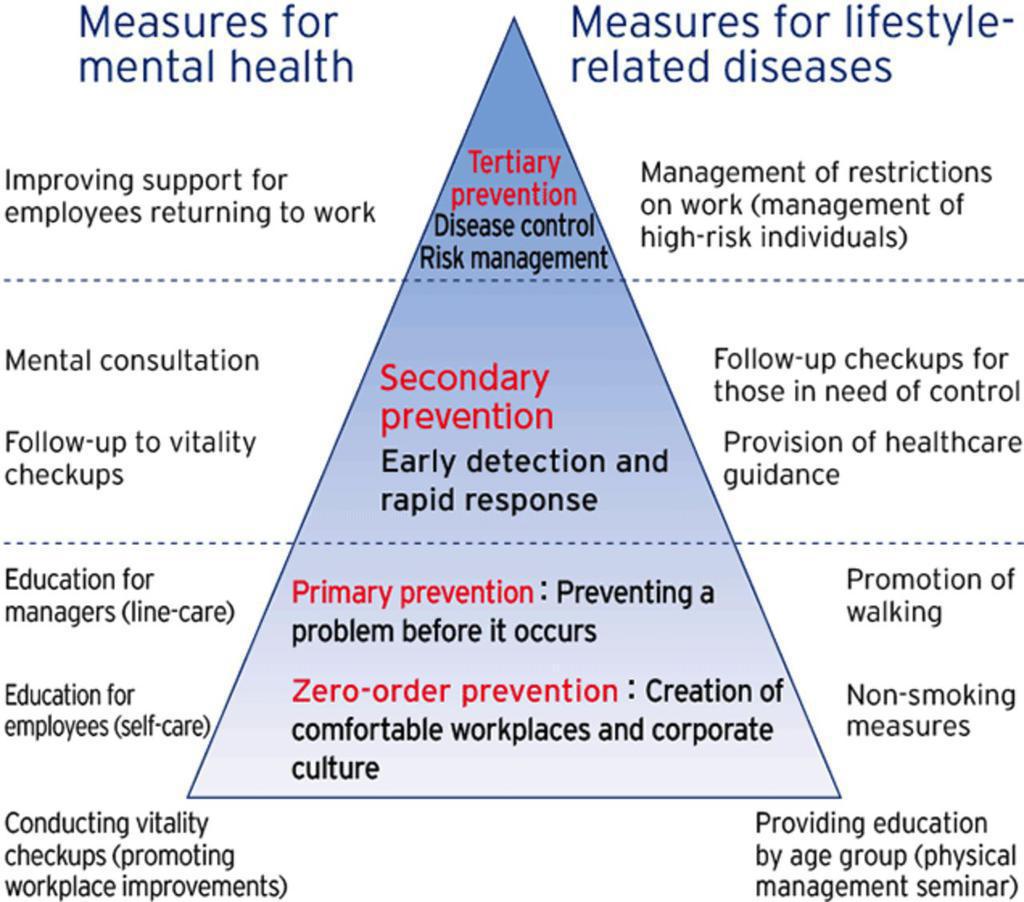 Measures for
mental health
Measures for lifestyle-
related diseases
Improving support for
employees returning to work
Tertiary
prevention
Disease control
Risk management
Management of restrictions
on work (management of
high-risk individuals)
Mental consultation
Follow-up to vitality
checkups
Secondary
prevention
Early detection and
rapid response
Follow-up checkups for
those in need of control
Provision of healthcare
guidance
Education for
managers (line-care)
Education for
employees (self-care)
Primary prevention : Preventing a
problem before it occurs
Zero-order prevention : Creation of
comfortable workplaces and corporate
culture
Promotion of
walking
Non-smoking
measures
Conducting vitality
checkups (promoting
workplace improvements)
Providing education
by age group (physical
management seminar)